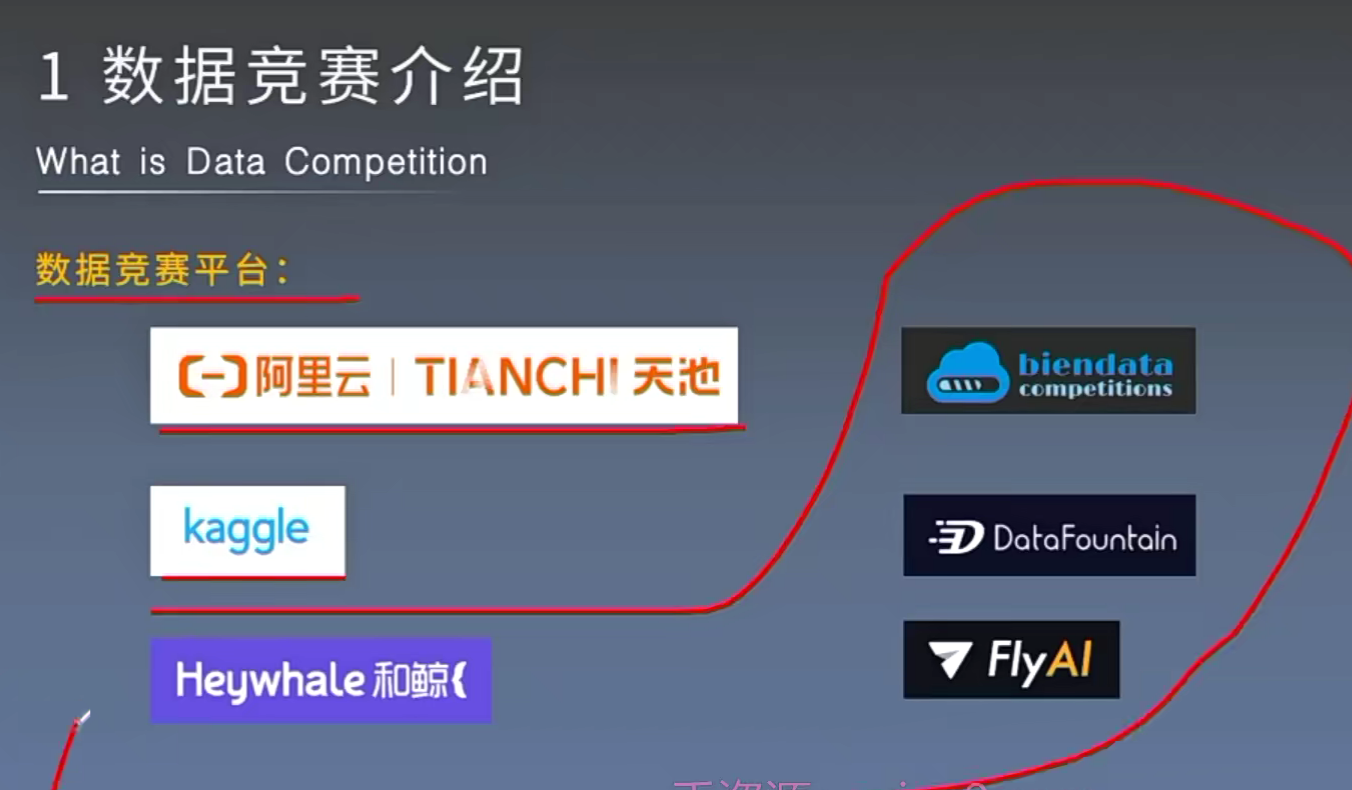 1 数据竞赛介绍
What is Data Competition
数据竞赛平台：
阿里云 | TIANCHI 天池
kaggle
Heywhale 和鲸
biendata
competitions
DataFountain
FlyAI